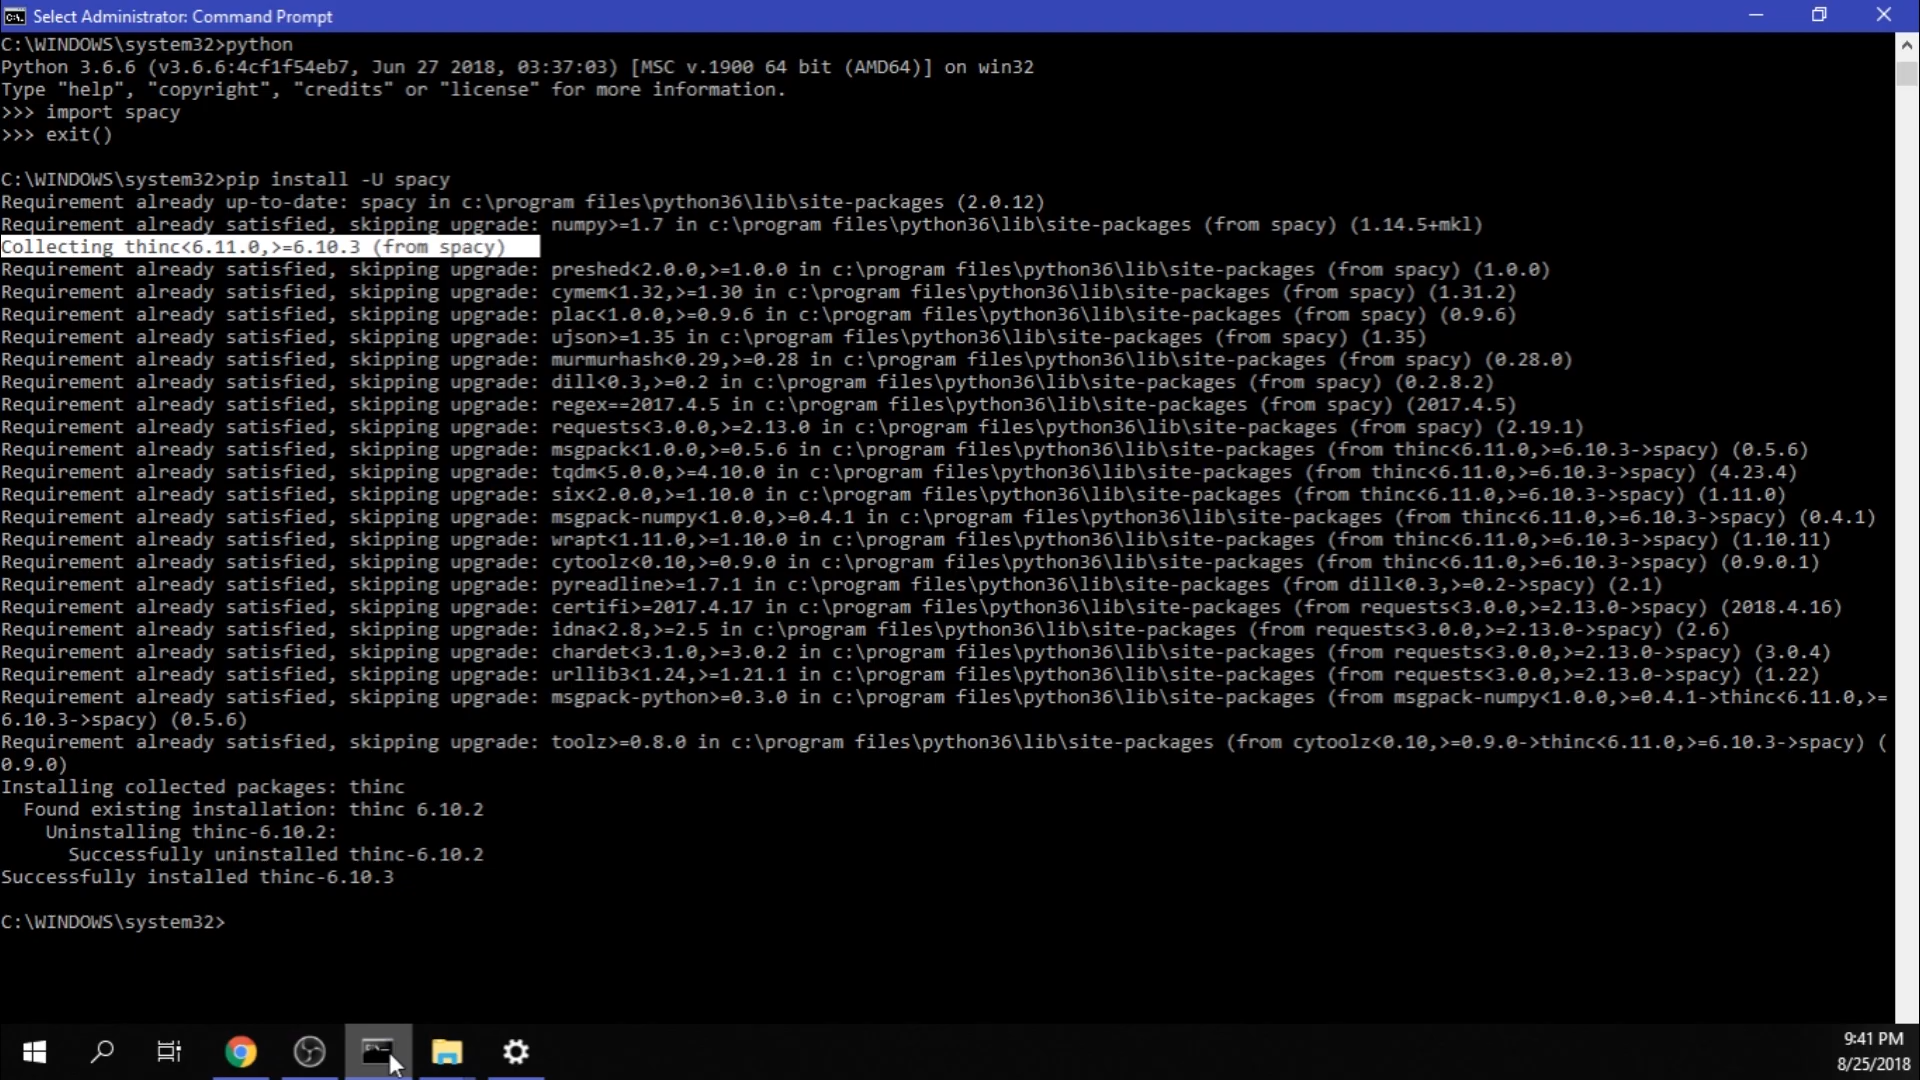 Select Administrator: Command Prompt
C:\WINDOWS\system32>python
Python 3.6.6 (v3.6.6:4cf1f54eb7, Jun 27 2018, 03:37:03) [MSC v.1900 64 bit (AMD64)] on win32
Type "help", "copyright", "credits" or "license" for more information.
>>> import spacy
>>> exit()
C:\WINDOWS\system32>pip install -U spacy
Requirement already up-to-date: spacy in c:\program files\python36\lib\site-packages (2.0.12)
Requirement already satisfied, skipping upgrade: numpy>=1.7 in c:\program files\python36\lib\site-packages (from spacy) (1.14.5+mkl)
Collecting thinc<6.11.0,>=6.10.3 (from spacy)
Requirement already satisfied, skipping upgrade: preshed<2.0.0,>=1.0.0 in c:\program files\python36\lib\site-packages (from spacy) (1.0.0)
Requirement already satisfied, skipping upgrade: cymem<1.32,>=1.30 in c:\program files\python36\lib\site-packages (from spacy) (1.31.2)
Requirement already satisfied, skipping upgrade: plac<1.0.0,>=0.9.6 in c:\program files\python36\lib\site-packages (from spacy) (0.9.6)
Requirement already satisfied, skipping upgrade: ujson>=1.35 in c:\program files\python36\lib\site-packages (from spacy) (1.35)
Requirement already satisfied, skipping upgrade: murmurhash<0.29,>=0.28 in c:\program files\python36\lib\site-packages (from spacy) (0.28.0)
Requirement already satisfied, skipping upgrade: dill<0.3,>=0.2 in c:\program files\python36\lib\site-packages (from spacy) (0.2.8.2)
Requirement already satisfied, skipping upgrade: regex==2017.4.5 in c:\program files\python36\lib\site-packages (from spacy) (2017.4.5)
Requirement already satisfied, skipping upgrade: requests<3.0.0,>=2.13.0 in c:\program files\python36\lib\site-packages (from spacy) (2.19.1)
Requirement already satisfied, skipping upgrade: msgpack<1.0.0,>=0.5.6 in c:\program files\python36\lib\site-packages (from thinc<6.11.0,>=6.10.3->spacy) (0.5.6)
Requirement already satisfied, skipping upgrade: tqdm<5.0.0,>=4.10.0 in c:\program files\python36\lib\site-packages (from thinc<6.11.0,>=6.10.3->spacy) (4.23.4)
Requirement already satisfied, skipping upgrade: six<2.0.0,>=1.10.0 in c:\program files\python36\lib\site-packages (from thinc<6.11.0,>=6.10.3->spacy) (1.11.0)
Requirement already satisfied, skipping upgrade: msgpack-numpy<1.0.0,>=0.4.1 in c:\program files\python36\lib\site-packages (from thinc<6.11.0,>=6.10.3->spacy) (0.4.1)
Requirement already satisfied, skipping upgrade: wrapt<1.11.0,>=1.10.0 in c:\program files\python36\lib\site-packages (from thinc<6.11.0,>=6.10.3->spacy) (1.10.11)
Requirement already satisfied, skipping upgrade: cytoolz<0.10,>=0.9.0 in c:\program files\python36\lib\site-packages (from thinc<6.11.0,>=6.10.3->spacy) (0.9.0.1)
Requirement already satisfied, skipping upgrade: pyreadline>=1.7.1 in c:\program files\python36\lib\site-packages (from dill<0.3,>=0.2->spacy) (2.1)
Requirement already satisfied, skipping upgrade: certifi>=2017.4.17 in c:\program files\python36\lib\site-packages (from requests<3.0.0,>=2.13.0->spacy) (2018.4.16)
Requirement already satisfied, skipping upgrade: idna<2.8,>=2.5 in c:\program files\python36\lib\site-packages (from requests<3.0.0,>=2.13.0->spacy) (2.6)
Requirement already satisfied, skipping upgrade: chardet<3.1.0,>=3.0.2 in c:\program files\python36\lib\site-packages (from requests<3.0.0,>=2.13.0->spacy) (3.0.4)
Requirement already satisfied, skipping upgrade: urllib3<1.24,>=1.21.1 in c:\program files\python36\lib\site-packages (from requests<3.0.0,>=2.13.0->spacy) (1.22)
Requirement already satisfied, skipping upgrade: msgpack-python>=0.3.0 in c:\program files\python36\lib\site-packages (from msgpack-numpy<1.0.0,>=0.4.1->thinc<6.11.0,>=
6.10.3->spacy) (0.5.6)
Requirement already satisfied, skipping upgrade: toolz>=0.8.0 in c:\program files\python36\lib\site-packages (from cytoolz<0.10,>=0.9.0->thinc<6.11.0,>=6.10.3->spacy) (
0.9.0)
Installing collected packages: thinc
Found existing installation: thinc 6.10.2
Uninstalling thinc-6.10.2:
Successfully uninstalled thinc-6.10.2
Successfully installed thinc-6.10.3
C:\WINDOWS\system32>
9:41 PM
8/25/2018